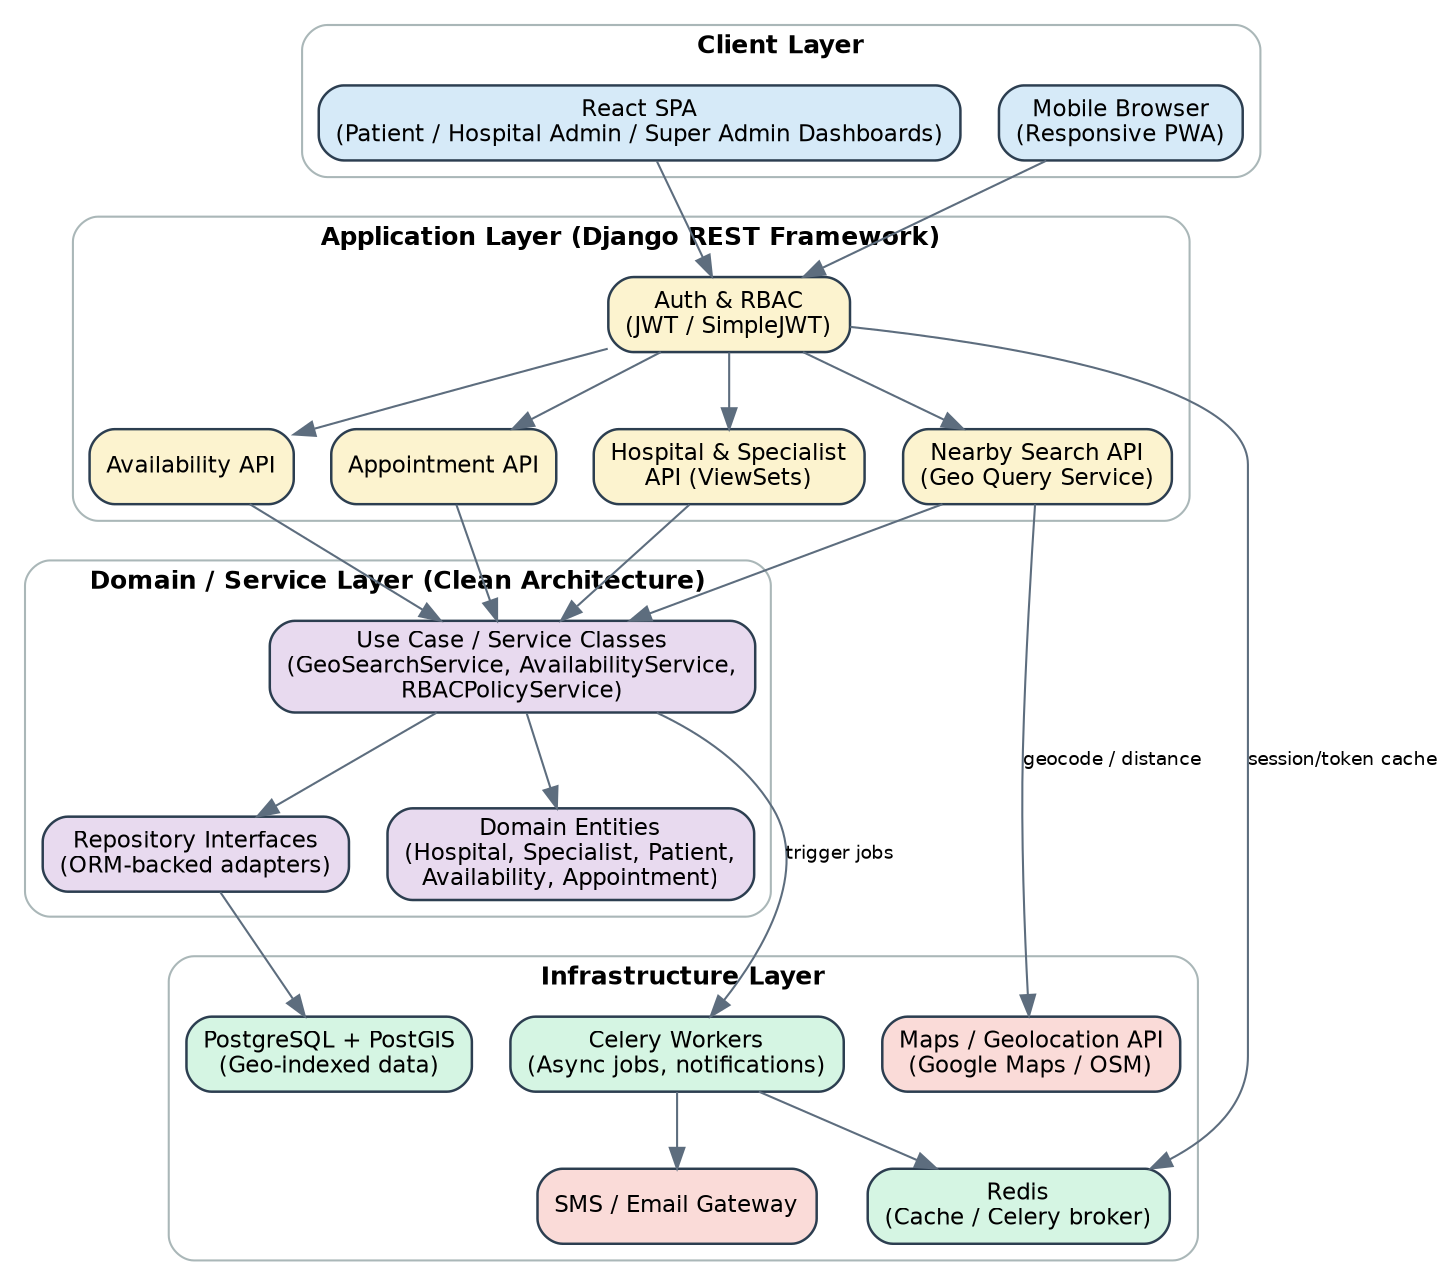 Client Layer
React SPA
(Patient / Hospital Admin / Super Admin Dashboards)
Mobile Browser
(Responsive PWA)
Application Layer (Django REST Framework)
Auth & RBAC
(JWT / SimpleJWT)
Availability API
Appointment API
Hospital & Specialist
API (ViewSets)
Nearby Search API
(Geo Query Service)
Domain / Service Layer (Clean Architecture)
Use Case / Service Classes
(GeoSearchService, AvailabilityService,
RBACPolicyService)
geocode / distance
session/token cache
Repository Interfaces
(ORM-backed adapters)
Domain Entities
(Hospital, Specialist, Patient,
Availability, Appointment)
trigger jobs
Infrastructure Layer
PostgreSQL + PostGIS
(Geo-indexed data)
Celery Workers
(Async jobs, notifications)
Maps / Geolocation API
(Google Maps / OSM)
SMS / Email Gateway
Redis
(Cache / Celery broker)